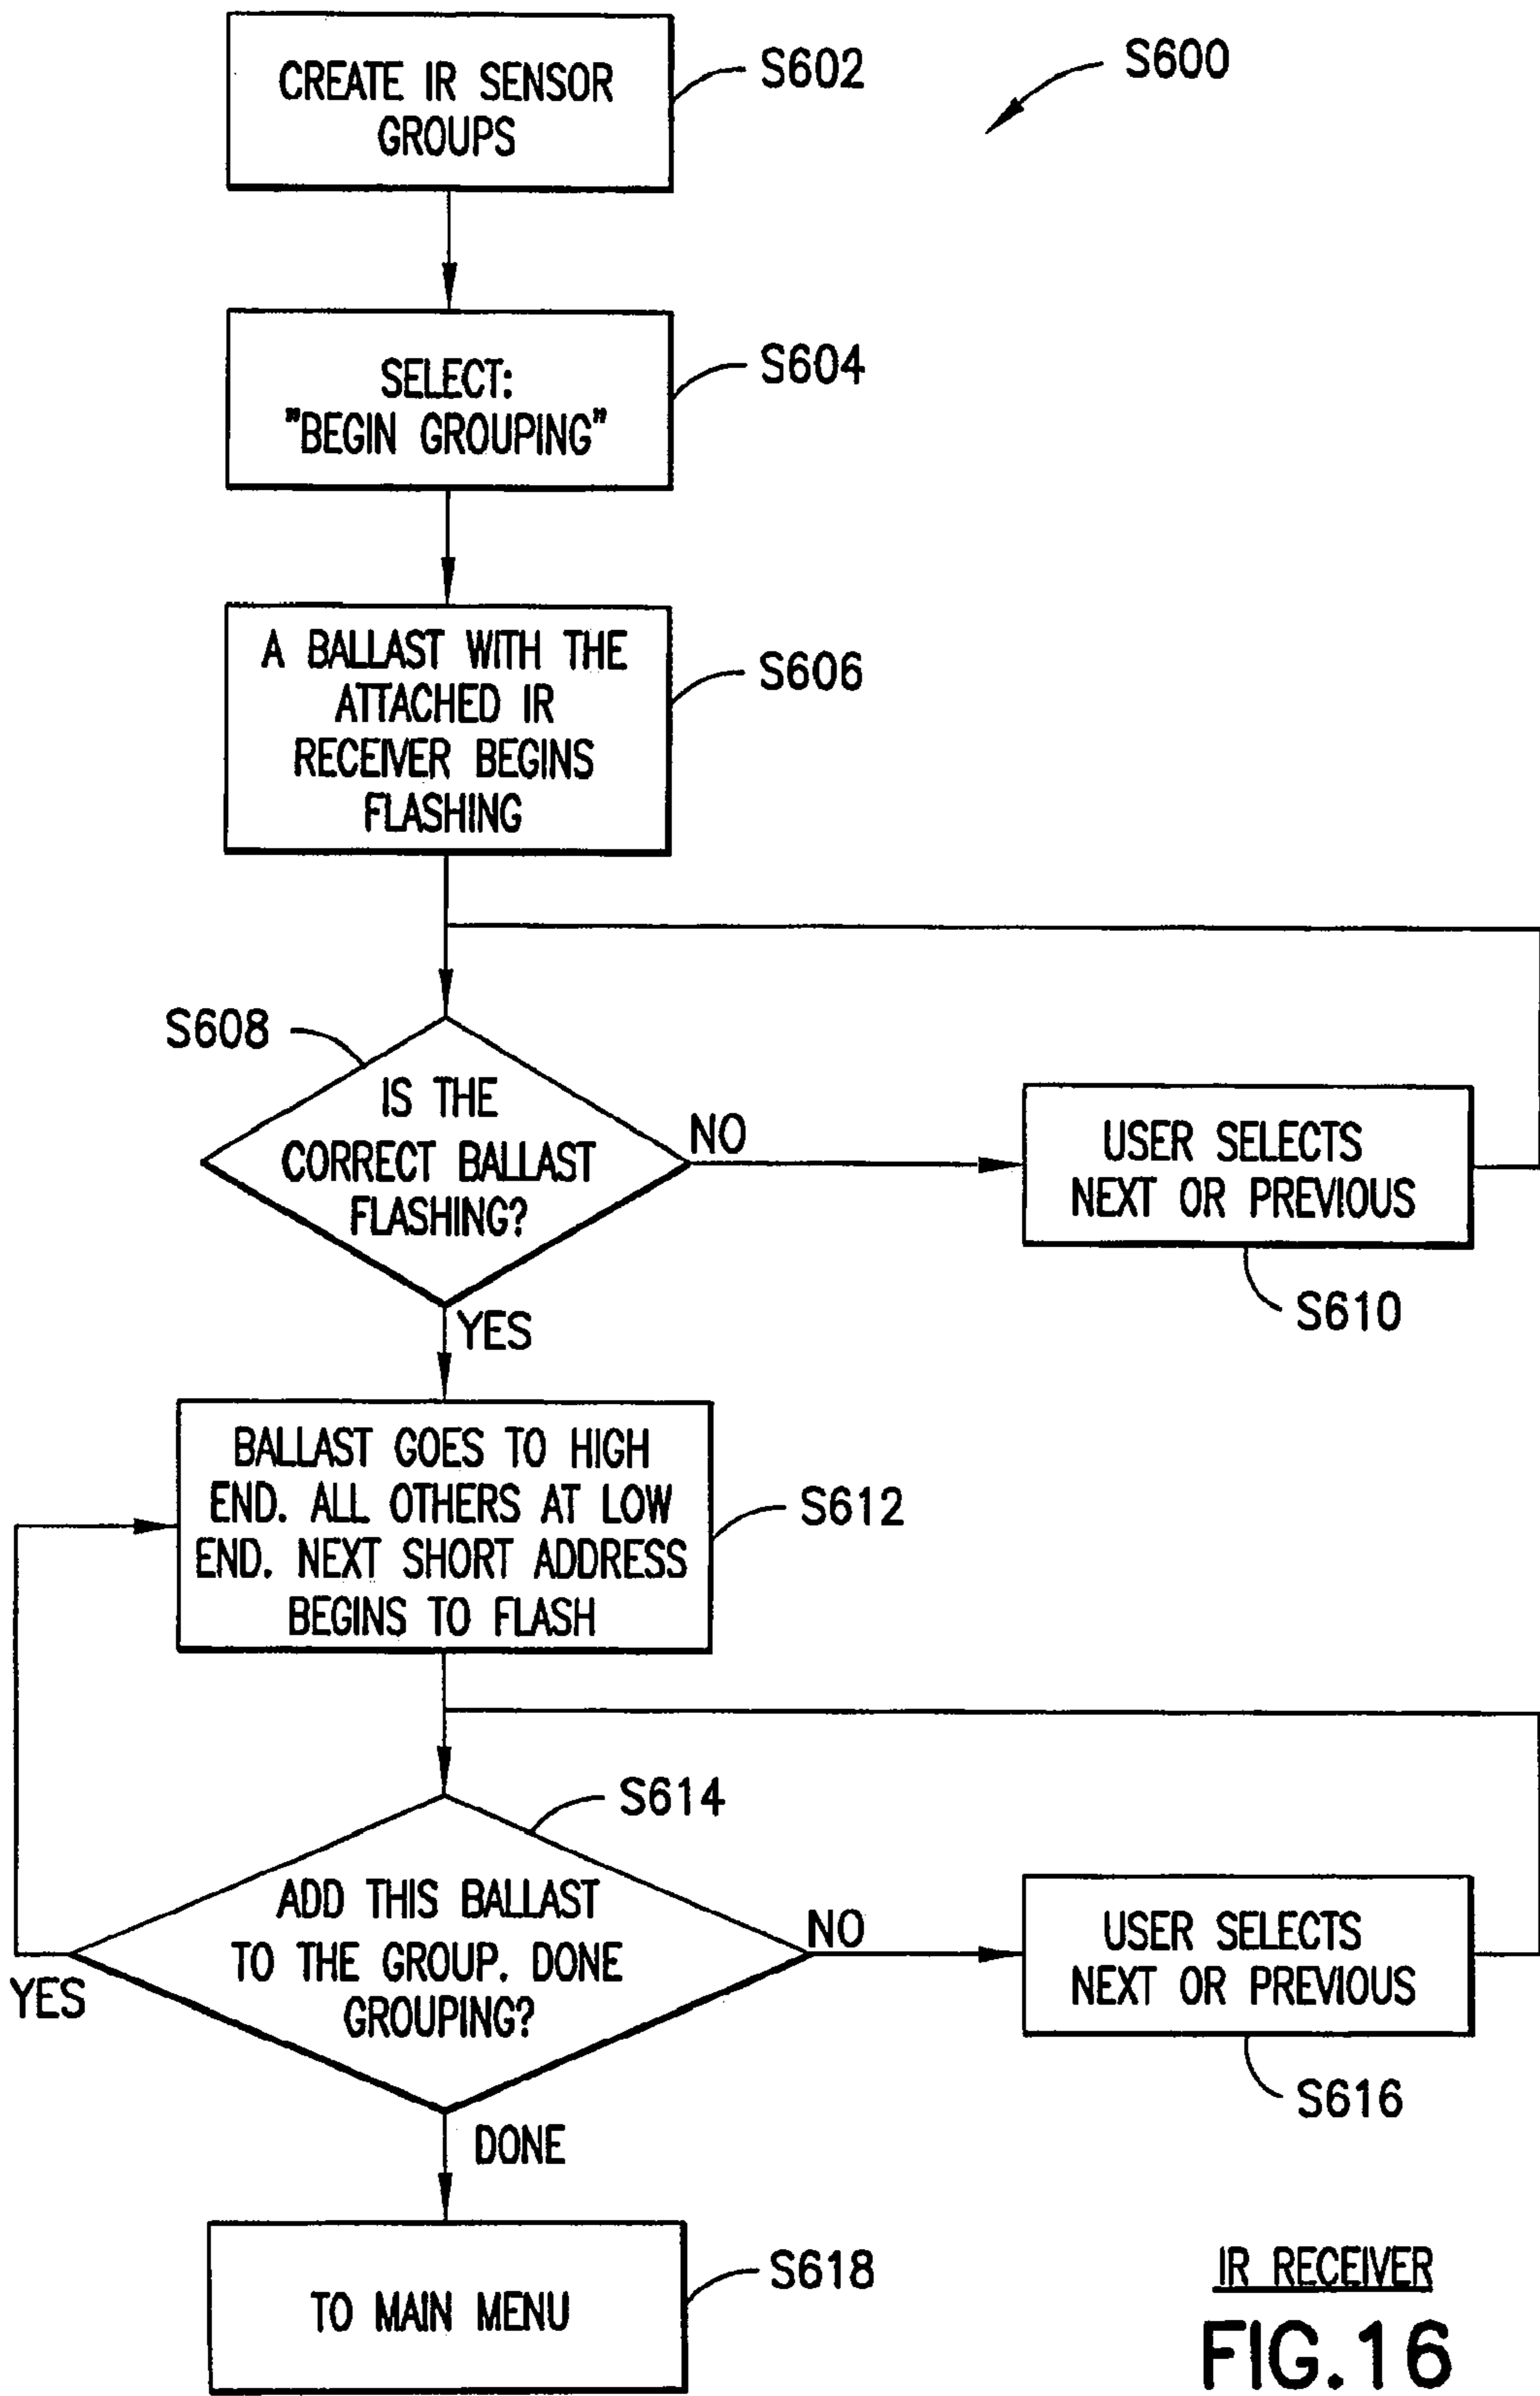 S600
CREATE IR SENSOR
GROUPS
S602
SELECT:
"BEGIN GROUPING"
S604
A BALLAST WITH THE
ATTACHED IR
RECEIVER BEGINS
FLASHING
S606
S608
IS THE
CORRECT BALLAST
FLASHING?
NO
USER SELECTS
NEXT OR PREVIOUS
S610
YES
BALLAST GOES TO HIGH
END. ALL OTHERS AT LOW
END. NEXT SHORT ADDRESS
BEGINS TO FLASH
S612
S614
ADD THIS BALLAST
TO THE GROUP. DONE
GROUPING?
YES
NO
USER SELECTS
NEXT OR PREVIOUS
S616
DONE
TO MAIN MENU
S618
IR RECEIVER
FIG.16